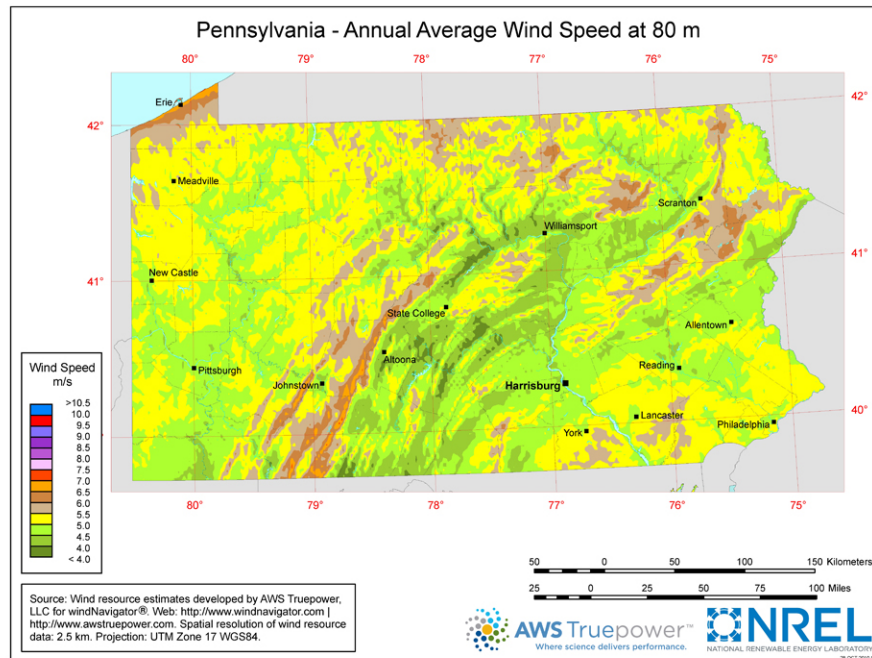 Pennsylvania - Annual Average Wind Speed at 80 m
80° 79° 78° 77° 76° 75°
42° 42°
Erie
Meadville
Scranton
Williamsport
41° 41°
New Castle
State College
Allentown
Altoona
Pittsburgh
Reading
Johnstown
Harrisburg
40°
Lancaster
Philadelphia
York
80° 79° 78° 77° 76° 75°
Wind Speed
m/s
>10.5
10.0
9.5
9.0
8.5
8.0
7.5
7.0
6.5
6.0
5.5
5.0
4.5
4.0
< 4.0
50 0 50 100 150 Kilometers
25 0 25 50 75 100 Miles
Source: Wind resource estimates developed by AWS Truepower,
LLC for windNavigator®. Web: http://www.windnavigator.com |
http://www.awstruepower.com. Spatial resolution of wind resource
data: 2.5 km. Projection: UTM Zone 17 WGS84.
AWS Truepower™
Where science delivers performance.
NREL
NATIONAL RENEWABLE ENERGY LABORATORY